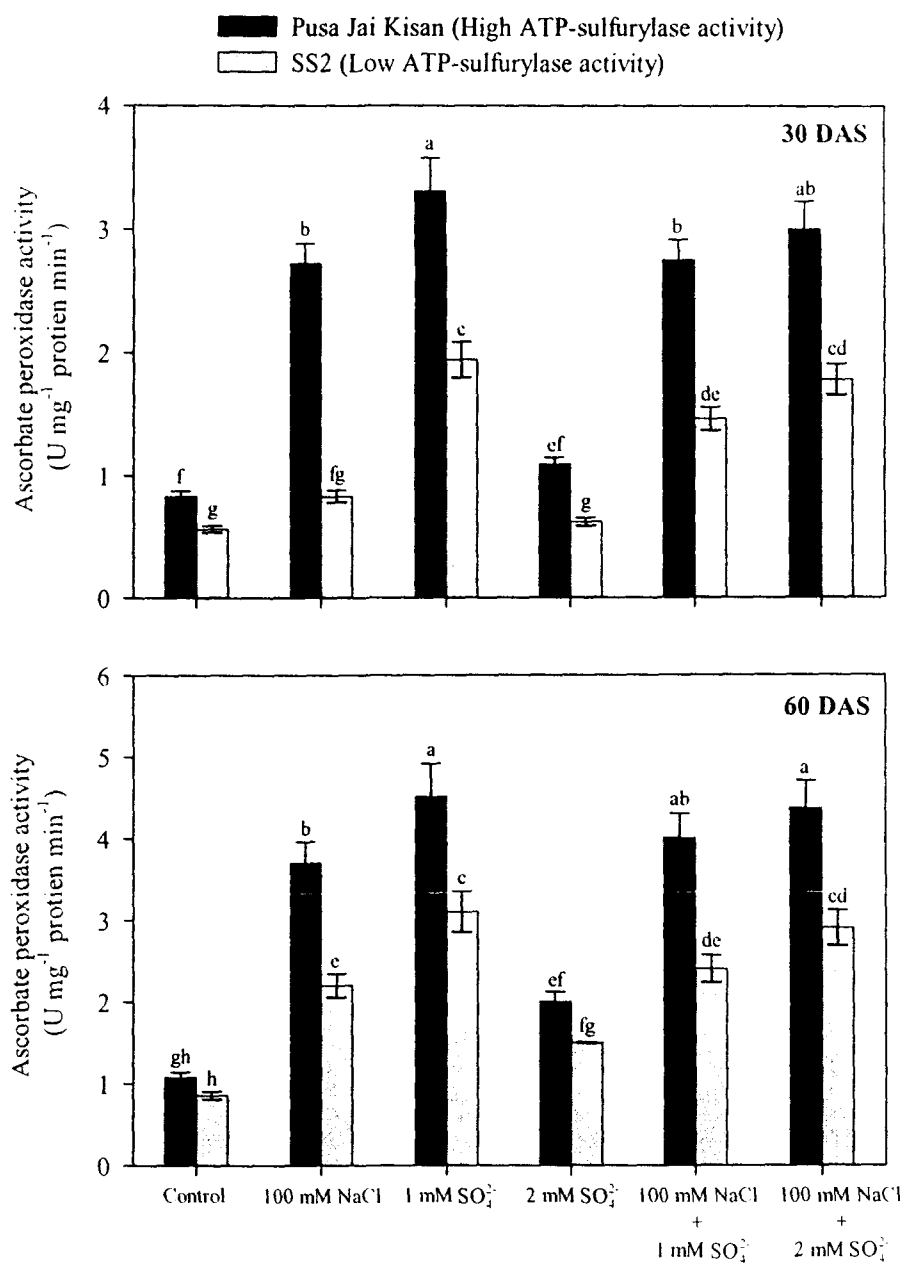 Pusa Jai Kisan (High ATP-sulfurylase activity)
SS2 (Low ATP-sulfurylase activity)
30 DAS
Ascorbate peroxidase activity
(U mg⁻¹ protien min⁻¹)
4
3
2
1
0
f
g
b
fg
a
c
ef
g
b
de
ab
cd
60 DAS
Ascorbate peroxidase activity
(U mg⁻¹ protien min⁻¹)
6
5
4
3
2
1
0
gh
h
b
e
a
c
ef
fg
ab
de
a
cd
Control
100 mM NaCl
1 mM SO₄²⁻
2 mM SO₄²⁻
100 mM NaCl
+
1 mM SO₄²⁻
100 mM NaCl
+
2 mM SO₄²⁻